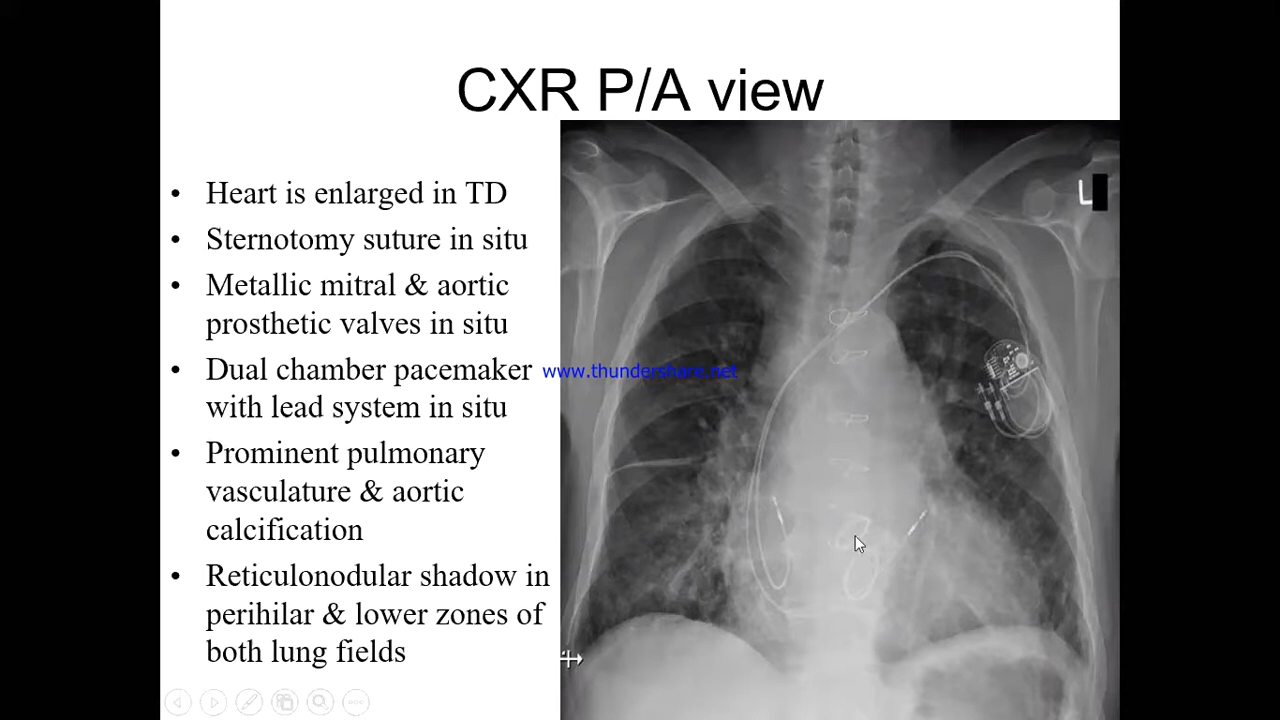 CXR P/A view
• Heart is enlarged in TD
• Sternotomy suture in situ
• Metallic mitral & aortic
prosthetic valves in situ
• Dual chamber pacemaker
with lead system in situ
www.thundershare.net
• Prominent pulmonary
vasculature & aortic
calcification
• Reticulonodular shadow in
perihilar & lower zones of
both lung fields
L